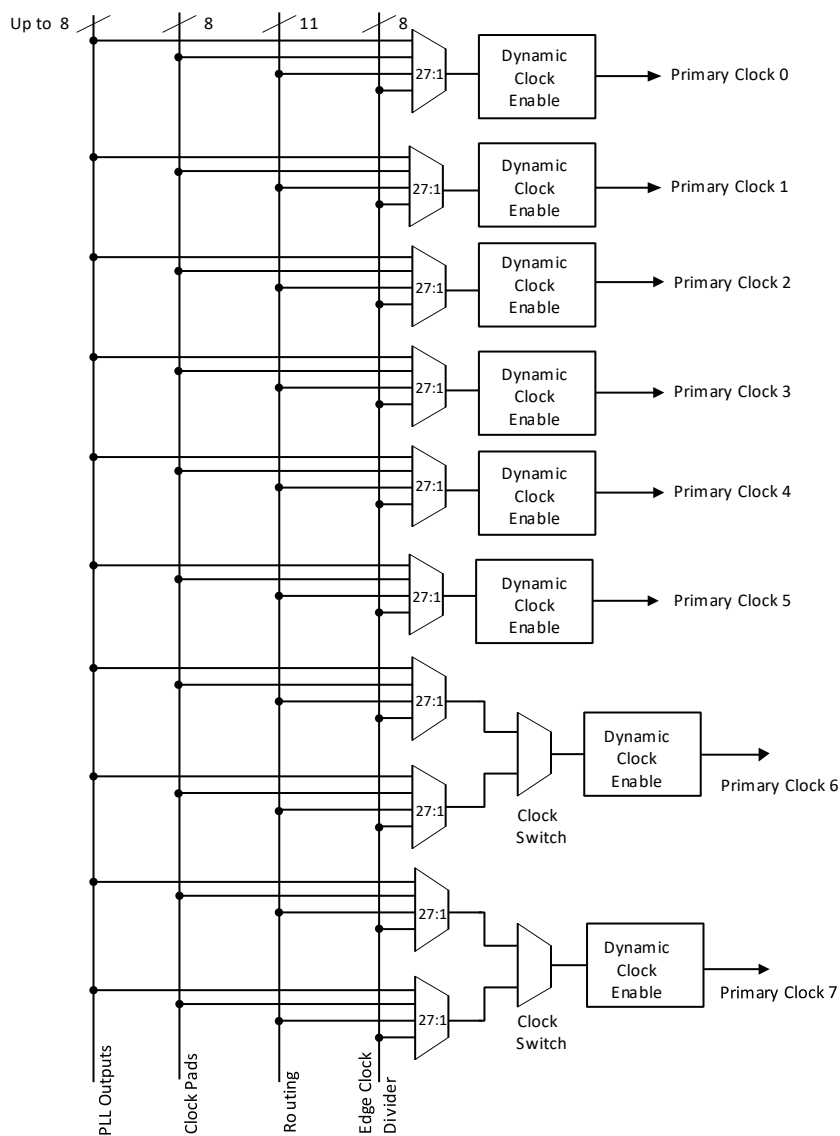 Up to 8
8
11
8
27:1
Dynamic
Clock
Enable
Primary Clock 0
27:1
Dynamic
Clock
Enable
Primary Clock 1
27:1
Dynamic
Clock
Enable
Primary Clock 2
27:1
Dynamic
Clock
Enable
Primary Clock 3
27:1
Dynamic
Clock
Enable
Primary Clock 4
27:1
Dynamic
Clock
Enable
Primary Clock 5
27:1
27:1
Clock
Switch
Dynamic
Clock
Enable
Primary Clock 6
27:1
27:1
Clock
Switch
Dynamic
Clock
Enable
Primary Clock 7
PLL Outputs
Clock Pads
Routing
Edge Clock
Divider